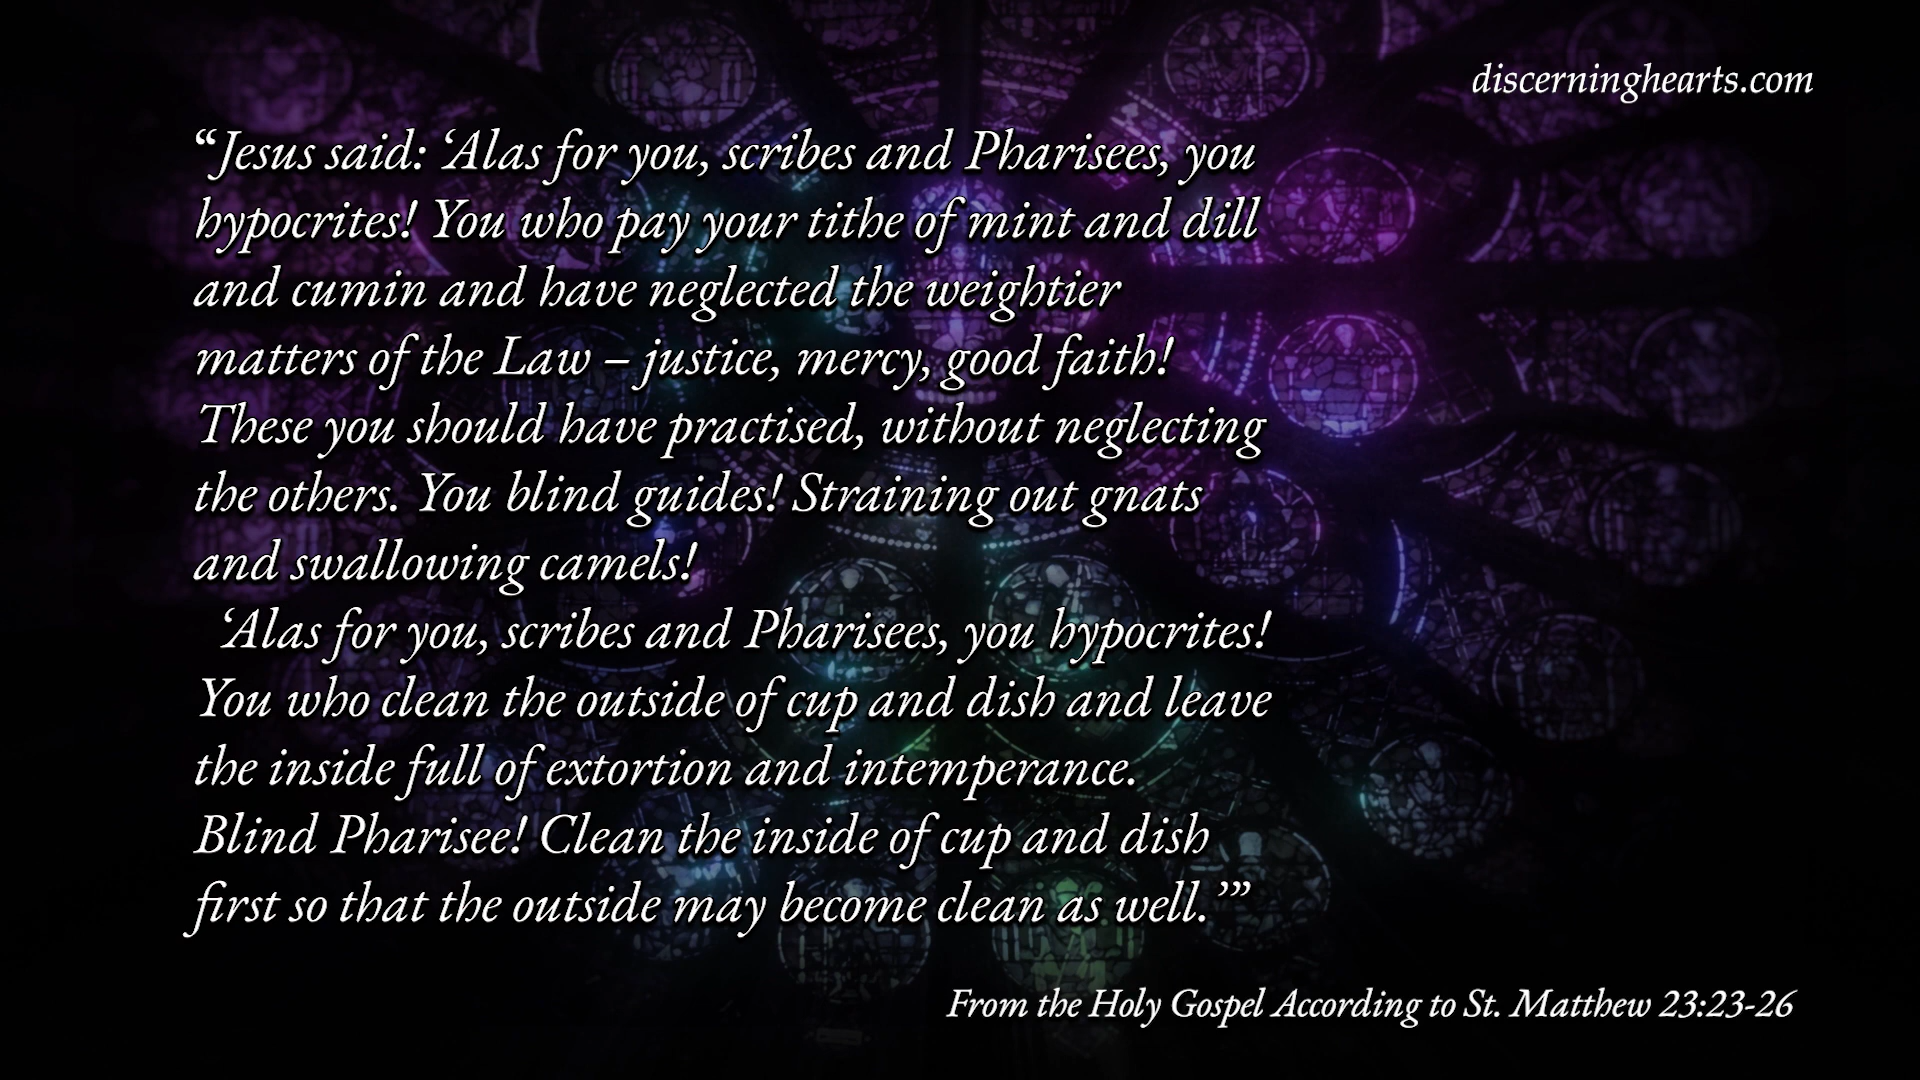 discerninghearts.com
“Jesus said: ‘Alas for you, scribes and Pharisees, you
hypocrites! You who pay your tithe of mint and dill
and cumin and have neglected the weightier
matters of the Law – justice, mercy, good faith!
These you should have practised, without neglecting
the others. You blind guides! Straining out gnats
and swallowing camels!
‘Alas for you, scribes and Pharisees, you hypocrites!
You who clean the outside of cup and dish and leave
the inside full of extortion and intemperance.
Blind Pharisee! Clean the inside of cup and dish
first so that the outside may become clean as well.’”
From the Holy Gospel According to St. Matthew 23:23-26